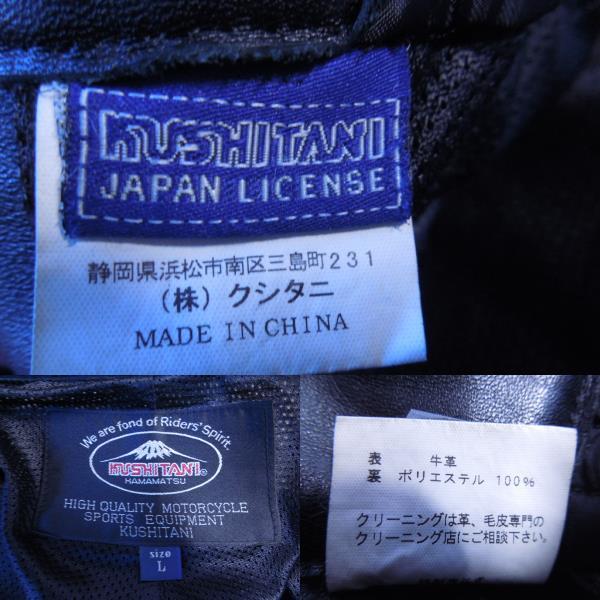 KUSHITANI
JAPAN LICENSE
静岡県浜松市南区三島町231
(株) クシタニ
MADE IN CHINA
We are fond of Riders' Spirit.
KUSHITANI®
HAMAMATSU
HIGH QUALITY MOTORCYCLE
SPORTS EQUIPMENT
KUSHITANI
size
L
表 牛革
裏 ポリエステル 100%
クリーニングは革、毛皮専門の
クリーニング店にご相談下さい。